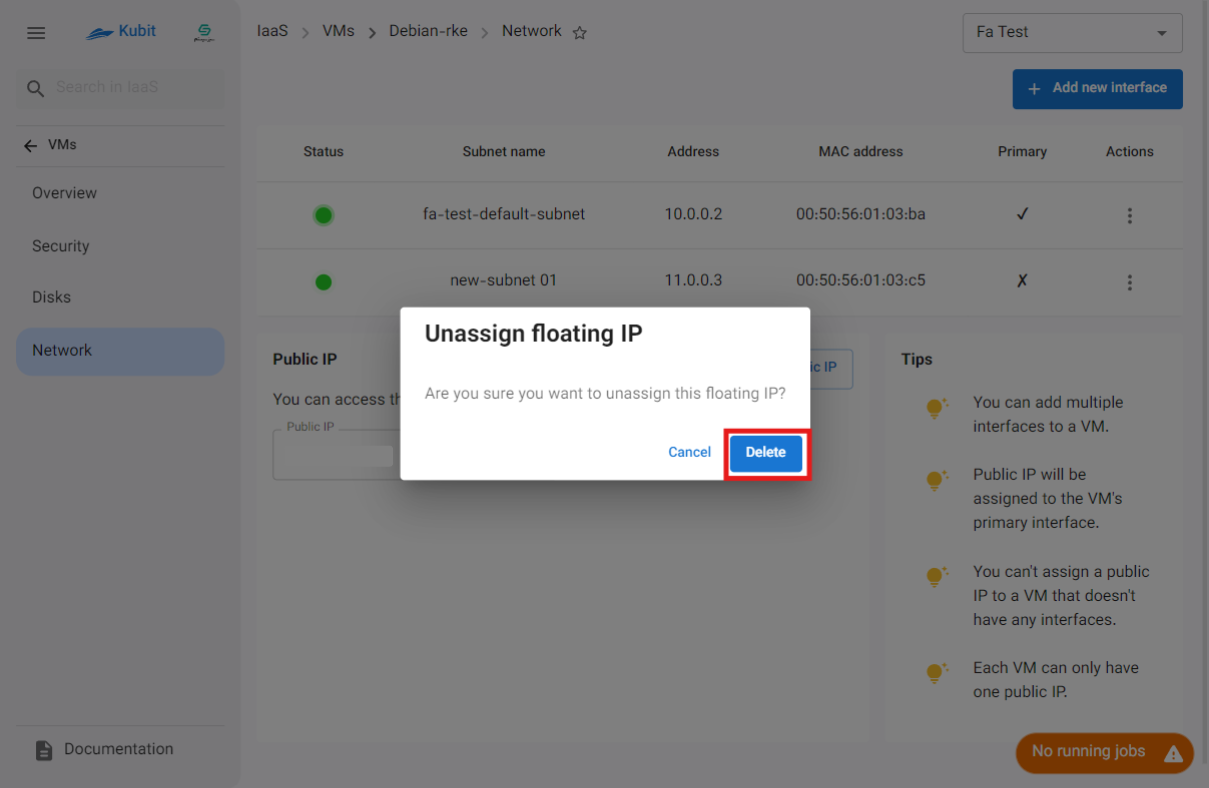 Kubit
IaaS > VMs > Debian-rke > Network
Fa Test
Search in IaaS
+ Add new interface
VMs
Overview
Security
Disks
Network
Status Subnet name Address MAC address Primary Actions
fa-test-default-subnet 10.0.0.2 00:50:56:01:03:ba ✓
new-subnet 01 11.0.0.3 00:50:56:01:03:c5 ✗
Unassign floating IP
Are you sure you want to unassign this floating IP?
Cancel Delete
Public IP
ic IP
You can access th
Public IP
Tips
You can add multiple
interfaces to a VM.
Public IP will be
assigned to the VM's
primary interface.
You can't assign a public
IP to a VM that doesn't
have any interfaces.
Each VM can only have
one public IP.
Documentation
No running jobs